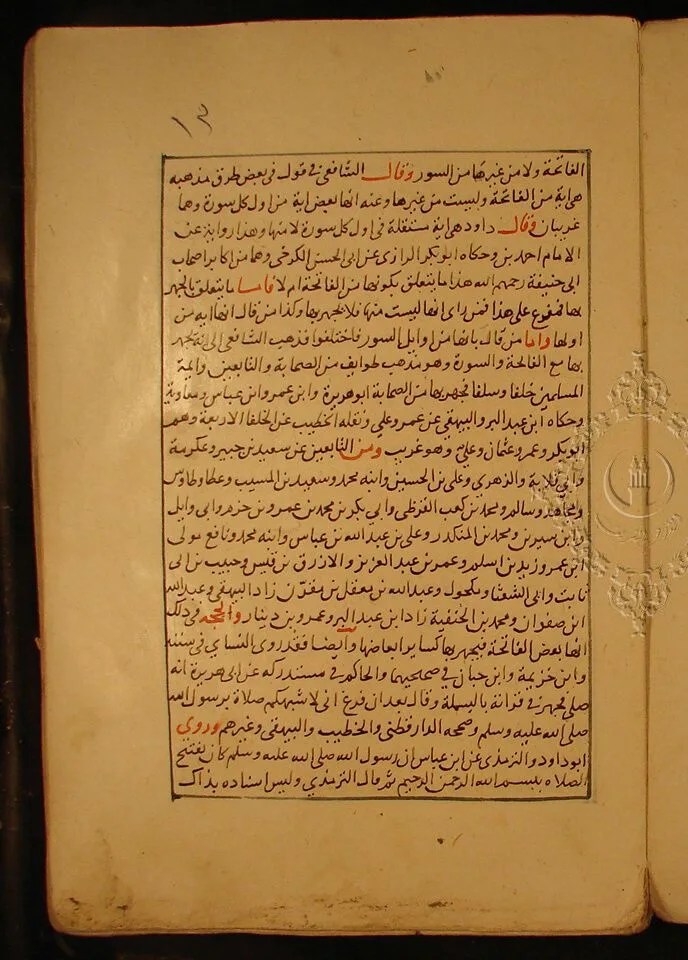 ١٣
الفاتحة ولا من غيرها من السور وقال الشافعي في قول في بعض طرق مذهبه
هي اية من الفاتحة وليست من غيرها وعنه انها بعض اية من اول كل سورة وهما
غريبان وقال داود هي اية مستقلة في اول كل سورة لا منها وهذا رواية عن
الامام احمد بن وحكاه ابو بكر الرازي عن ابي الحسن الكرخي وهما من اكابر اصحاب
ابي حنيفة رحمهم الله هذا ما يتعلق بكونها من الفاتحة ام لا فاما ما يتعلق بالجهر
بها فمفرع على هذا فمن راى انها ليست منها فلا يجهر بها وكذا من قال انها اية من
اولها واما من قال بانها من اوايل السور فاختلفوا فذهب الشافعي الى انه يجهر
بها مع الفاتحة والسورة وهو مذهب طوايف من الصحابة والتابعين وايمة
المسلمين خلفا وسلفا فجهر بها من الصحابة ابو هريرة وابن عمر وابن عباس ومعاوية
وحكاه ابن عبد البر والبيهقي عن عمر وعلي ونقله الخطيب عن الخلفا الاربعة وهم
ابو بكر وعمر وعثمان وعلي وهو غريب ومن التابعين عن سعيد بن جبير وعكرمة
وابي قلابة والزهري وعلي بن الحسين وابنه محمد وسعيد بن المسيب وعطا وطاوس
ومجاهد وسالم ومحمد بن كعب القرظي وابي بكر بن محمد بن عمرو بن حزم وابي وايل
وابن سيرين ومحمد بن المنكدر وعلي بن عبد الله بن عباس وابنه محمد ونافع مولى
ابن عمر وزيد بن اسلم وعمر بن عبد العزيز والازرق بن قيس وحبيب بن ابي
ثابت وابي الشعثا ومكحول وعبد الله بن معقل بن مقرن زاد البيهقي وعبد الله
ابن صفوان ومحمد بن الحنفية زاد ابن عبد البر وعمرو بن دينار والحجة في ذلك
انها بعض الفاتحة فيجهر بها كساير ابعاضها وايضا فقد روى النساي في سننه
وابن خزيمة وابن حبان في صحيحيهما والحاكم في مستدركه عن ابي هريرة انه
صلى فجهر في قراته بالبسملة وقال بعد ان فرغ اني لاشبهكم صلاة برسول الله
صلى الله عليه وسلم وصححه الدارقطني والخطيب والبيهقي وغيرهم وروى
ابو داود والترمذي عن ابن عباس ان رسول الله صلى الله عليه وسلم كان يفتتح
الصلاة ببسم الله الرحمن الرحيم ثم قال الترمذي وليس اسناده بذاك